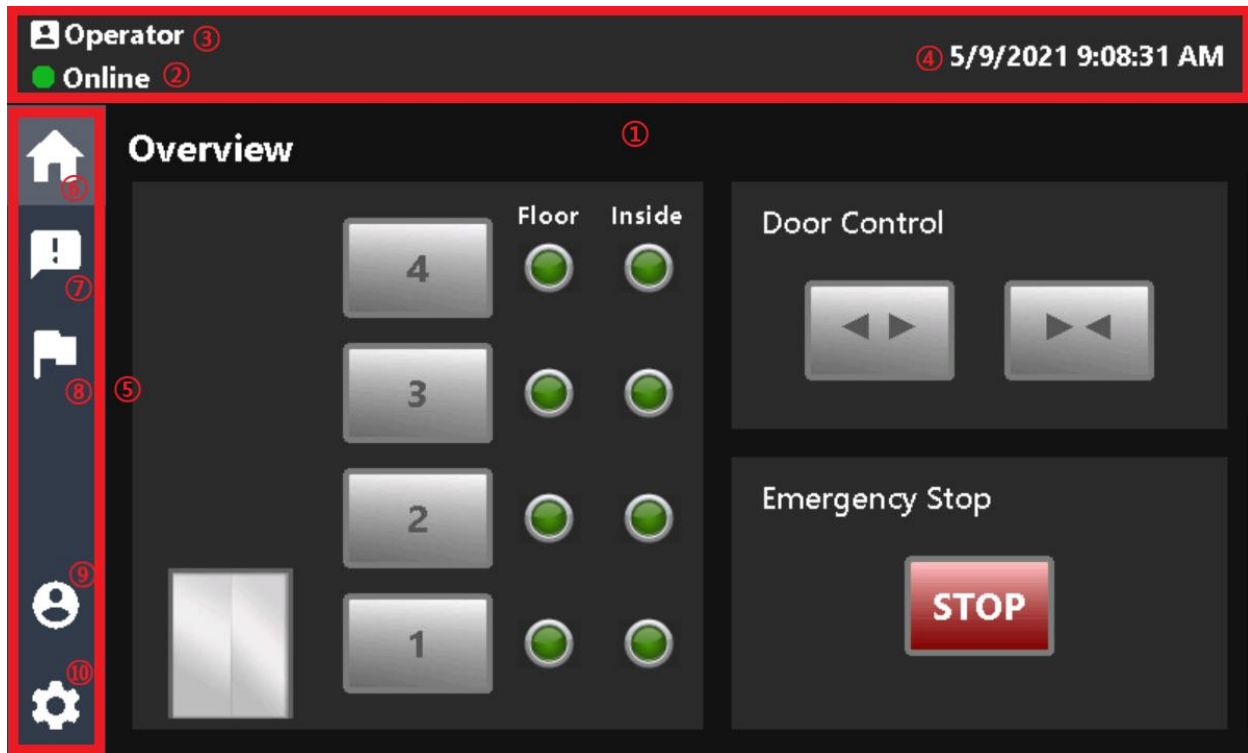 Operator ③
Online ②
④ 5/9/2021 9:08:31 AM
①
Overview
⑥
⑦
⑧
⑤
⑨
⑩
Floor Inside
4
3
2
1
Door Control
◀ ▶ ▶ ◀
Emergency Stop
STOP